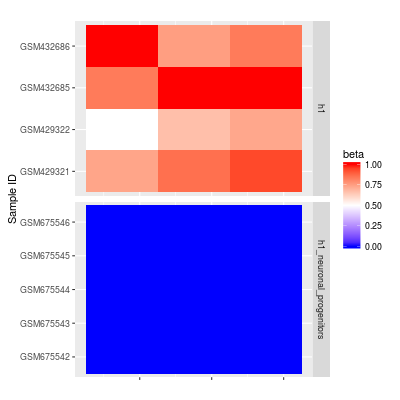 GSM432686
GSM432685
GSM429322
GSM429321
h1
GSM675546
GSM675545
GSM675544
GSM675543
GSM675542
h1_neuronal_progenitors
Sample ID
beta
1.00
0.75
0.50
0.25
0.00